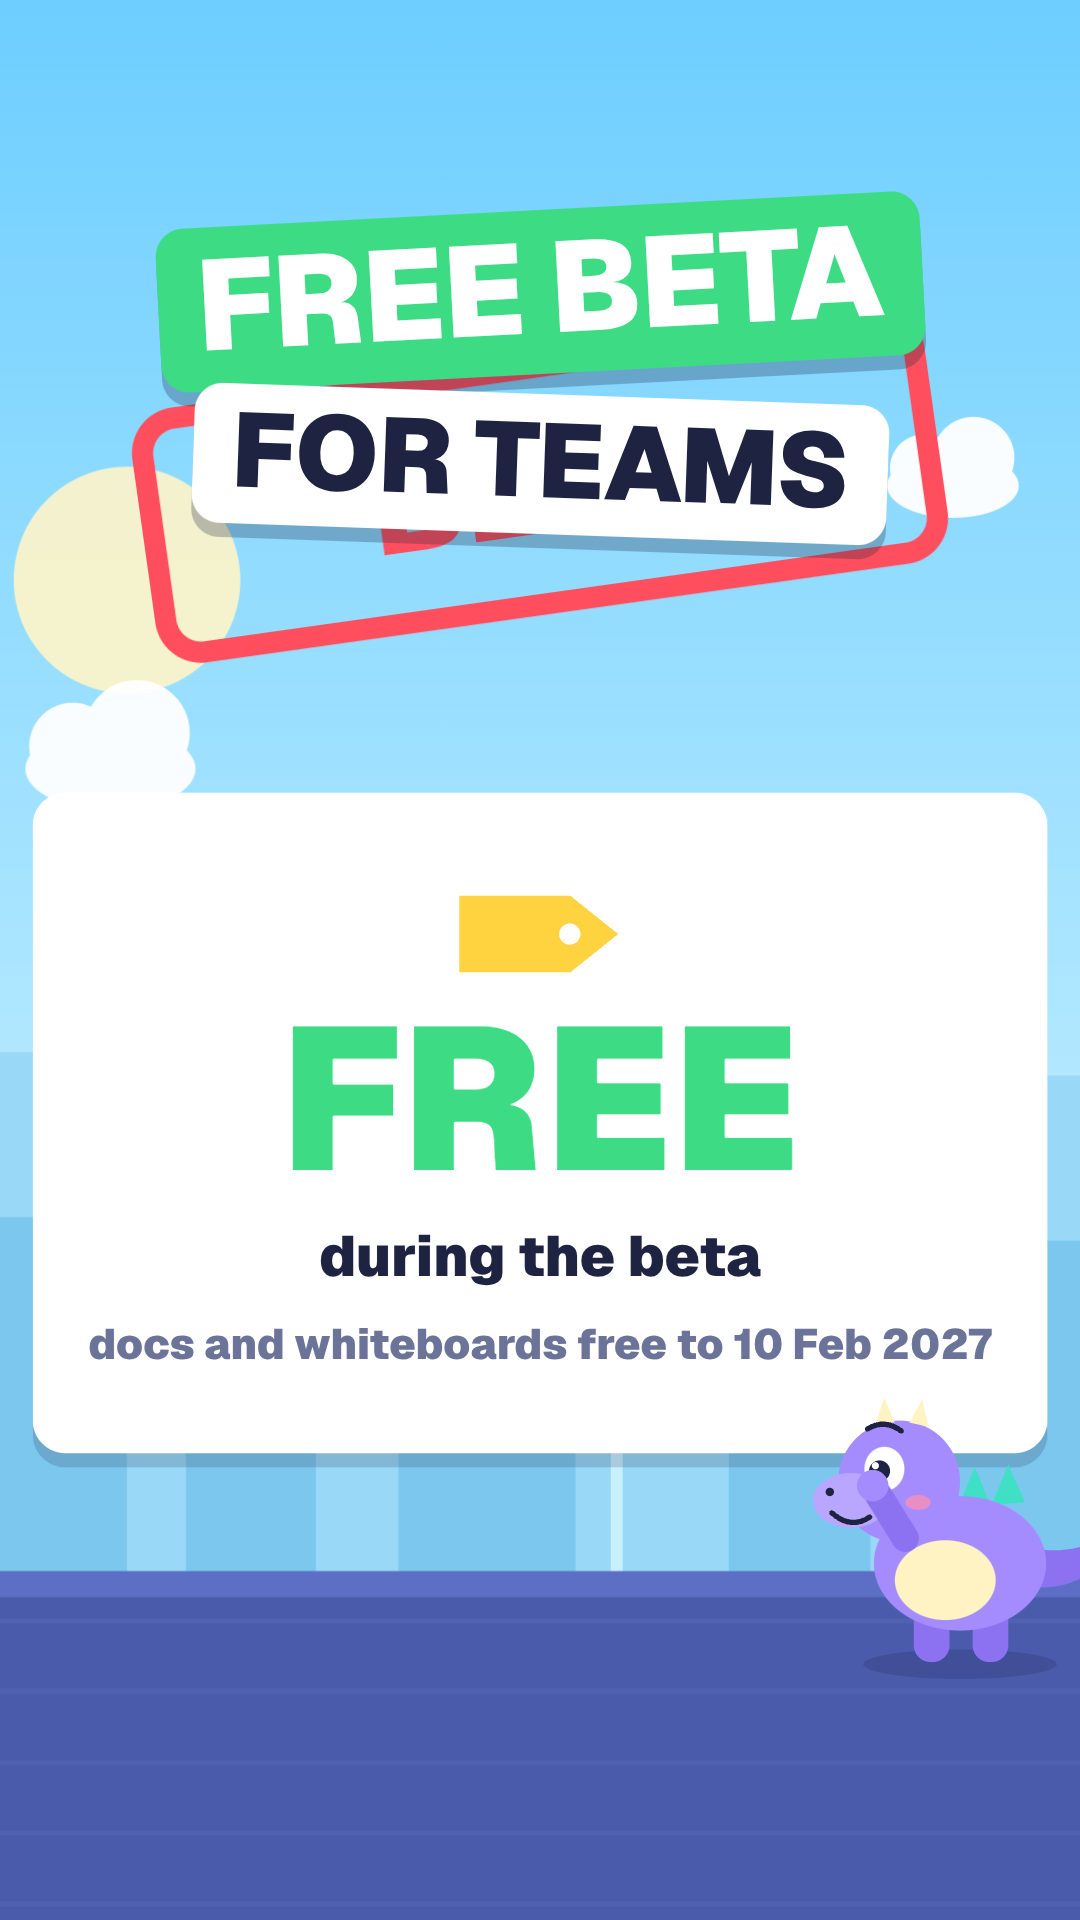 FREE BETA
FOR TEAMS
FREE
during the beta
docs and whiteboards free to 10 Feb 2027